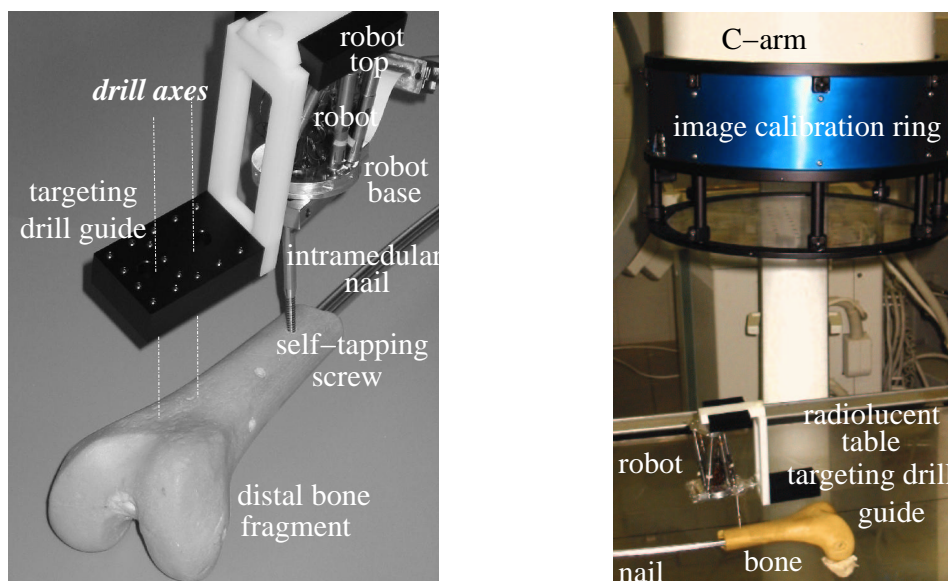 robot
top
drill axes
robot
robot
base
targeting
drill guide
intramedular
nail
self−tapping
screw
distal bone
fragment
C−arm
image calibration ring
radiolucent
table
robot
targeting drill
guide
bone
nail